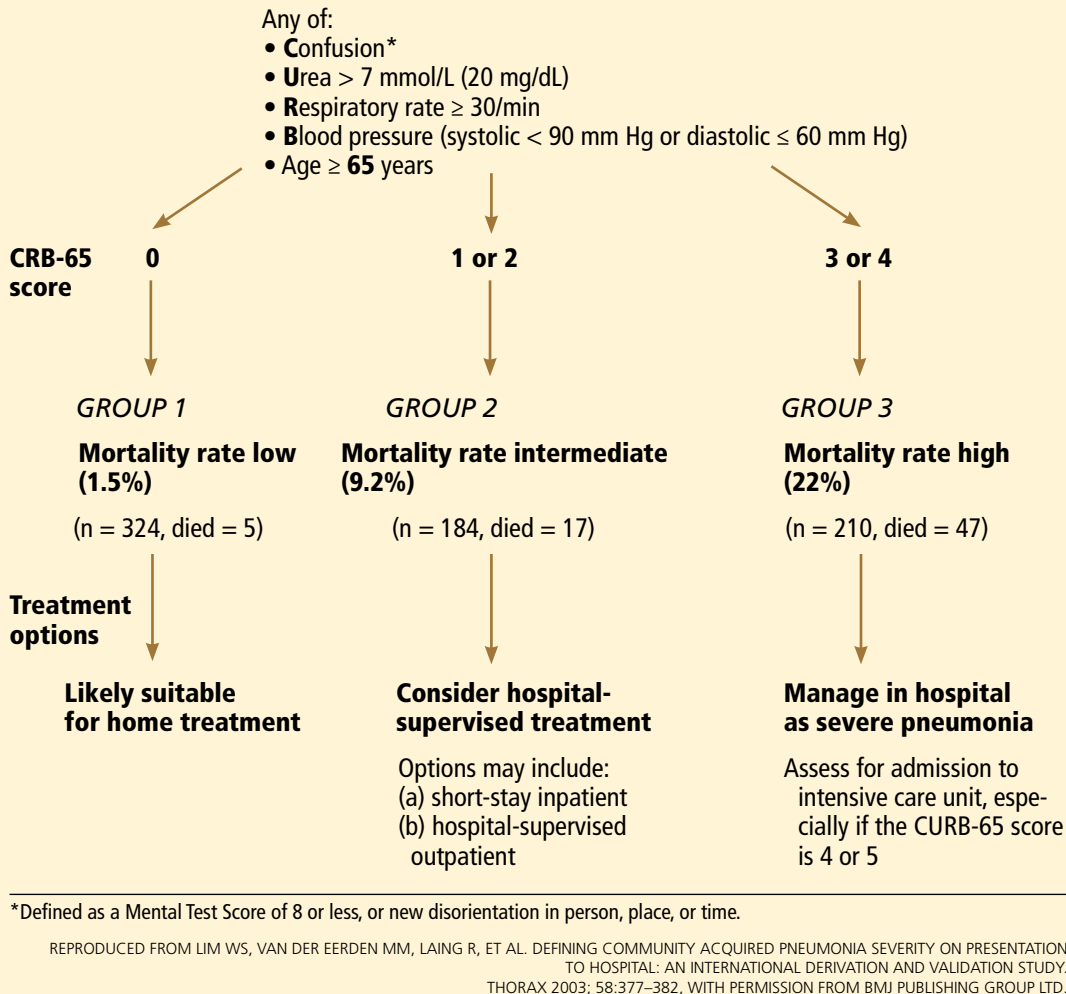 Any of:
• Confusion*
• Urea > 7 mmol/L (20 mg/dL)
• Respiratory rate ≥ 30/min
• Blood pressure (systolic < 90 mm Hg or diastolic ≤ 60 mm Hg)
• Age ≥ 65 years
CRB-65 score
0
1 or 2
3 or 4
GROUP 1
Mortality rate low
(1.5%)
(n = 324, died = 5)
GROUP 2
Mortality rate intermediate
(9.2%)
(n = 184, died = 17)
GROUP 3
Mortality rate high
(22%)
(n = 210, died = 47)
Treatment
options
Likely suitable
for home treatment
Consider hospital-
supervised treatment
Options may include:
(a) short-stay inpatient
(b) hospital-supervised
outpatient
Manage in hospital
as severe pneumonia
Assess for admission to
intensive care unit, espe-
cially if the CURB-65 score
is 4 or 5
*Defined as a Mental Test Score of 8 or less, or new disorientation in person, place, or time.
REPRODUCED FROM LIM WS, VAN DER EERDEN MM, LAING R, ET AL. DEFINING COMMUNITY ACQUIRED PNEUMONIA SEVERITY ON PRESENTATION
TO HOSPITAL: AN INTERNATIONAL DERIVATION AND VALIDATION STUDY.
THORAX 2003; 58:377–382, WITH PERMISSION FROM BMJ PUBLISHING GROUP LTD.